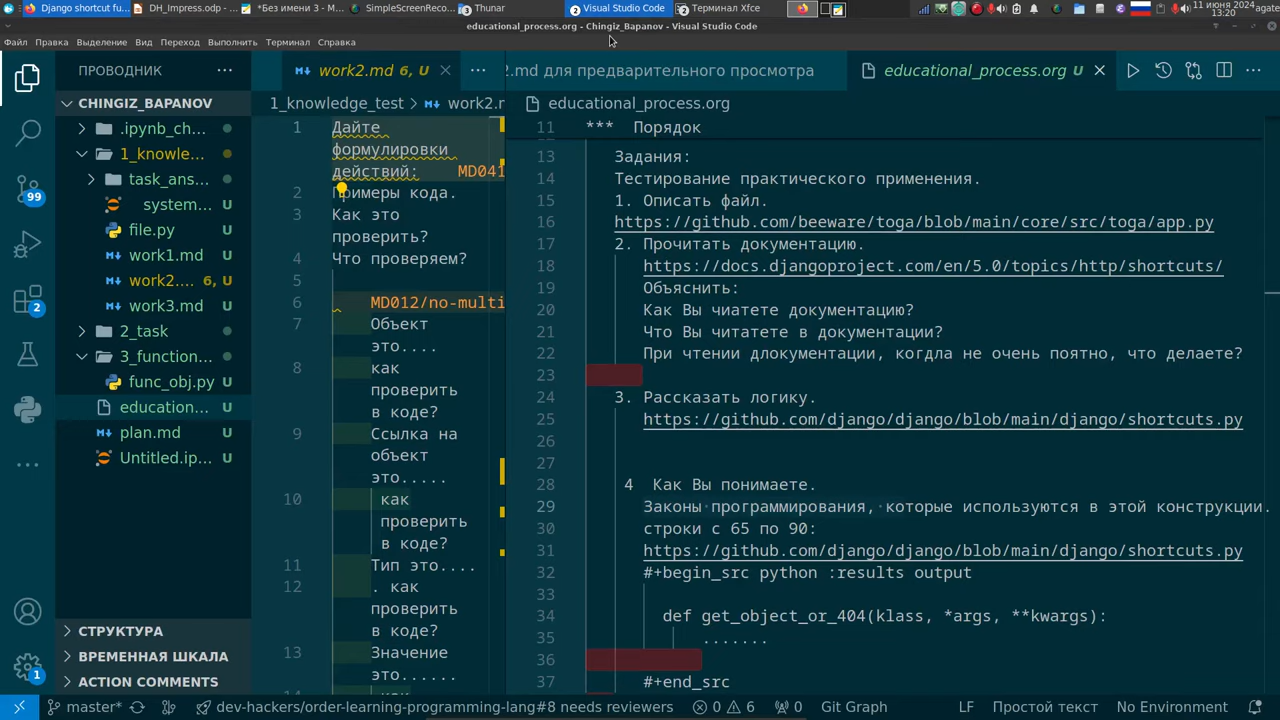 Django shortcut fu...
DH_Impress.odp - ...
*Без имени 3 - M...
SimpleScreenReco...
2 Thunar
2 Visual Studio Code
2 Терминал Xfce
11 июня 2024
13:20
agate
educational_process.org - Chingiz_Bapanov - Visual Studio Code
Файл Правка Выделение Вид Переход Выполнить Терминал Справка
ПРОВОДНИК
CHINGIZ_BAPANOV
.ipynb_ch...
1_knowle...
task_ans...
system... U
file.py U
work1.md U
work2.... 6, U
work3.md U
2_task
3_function...
func_obj.py U
education... U
plan.md U
Untitled.ip... U
СТРУКТУРА
ВРЕМЕННАЯ ШКАЛА
ACTION COMMENTS
99
2
1
work2.md 6, U
1_knowledge_test > work2.m
1 Дайте
формулировки
действий: MD041
2 Примеры кода.
3 Как это
проверить?
4 Что проверяем?
5
6 MD012/no-multi
7 Объект
это....
8 как
проверить
в коде?
9 Ссылка на
объект
это.....
10 как
проверить
в коде?
11 Тип это....
12 . как
проверить
в коде?
13 Значение
это......
14 как
2.md для предварительного просмотра
educational_process.org U
educational_process.org
11 *** Порядок
13 Задания:
14 Тестирование практического применения.
15 1. Описать файл.
16 https://github.com/beeware/toga/blob/main/core/src/toga/app.py
17 2. Прочитать документацию.
18 https://docs.djangoproject.com/en/5.0/topics/http/shortcuts/
19 Объяснить:
20 Как Вы чиатете документацию?
21 Что Вы читатете в документации?
22 При чтении длокументации, когдла не очень поятно, что делаете?
23
24 3. Рассказать логику.
25 https://github.com/django/django/blob/main/django/shortcuts.py
26
27
28 4 Как Вы понимаете.
29 Законы·программирования, которые используются в этой конструкции.
30 строки с 65 по 90:
31 https://github.com/django/django/blob/main/django/shortcuts.py
32 #+begin_src python :results output
33
34 def get_object_or_404(klass, *args, **kwargs):
35 .......
36
37 #+end_src
master* dev-hackers/order-learning-programming-lang#8 needs reviewers 0 6 0 Git Graph LF Простой текст No Environment